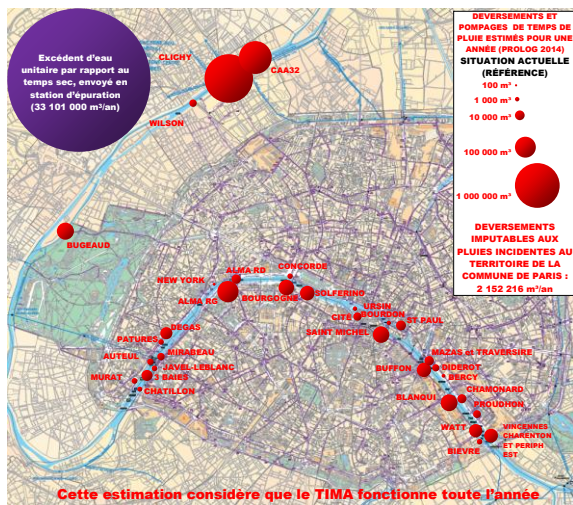 Excédent d'eau
unitaire par rapport au
temps sec, envoyé en
station d'épuration
(33 101 000 m³/an)
DEVERSEMENTS ET
POMPAGES DE TEMPS DE
PLUIE ESTIMÉS POUR UNE
ANNÉE (PROLOG 2014)
SITUATION ACTUELLE
(RÉFÉRENCE)
100 m³
1 000 m³
10 000 m³
100 000 m³
1 000 000 m³
DEVERSEMENTS
IMPUTABLES AUX
PLUIES INCIDENTES AU
TERRITOIRE DE LA
COMMUNE DE PARIS :
2 152 216 m³/an
CLICHY
CAA32
WILSON
BUGEAUD
NEW YORK
ALMA RD
CONCORDE
ALMA RG
BOURGOGNE
SOLFERINO
URSIN
CITE
BOURDON
ST PAUL
SAINT MICHEL
DEGAS
PATURES
MIRABEAU
AUTEUL
JAVEL-LEBLANC
MURAT
3 BAIES
CHATILLON
MAZAS et TRAVERSIRE
BUFFON
DIDEROT
BERCY
BLANQUI
CHAMONARD
PROUDHON
WATT
VINCENNES
CHARENTON
ET PERIPH
EST
BIEVRE
Cette estimation considère que le TIMA fonctionne toute l'année